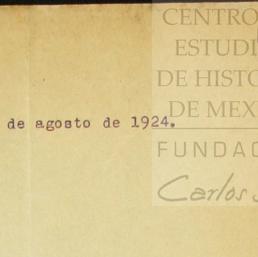 CENTRO
ESTUDI
DE HISTO
DE MEX
FUNDAC
Carlos S
de agosto de 1924.